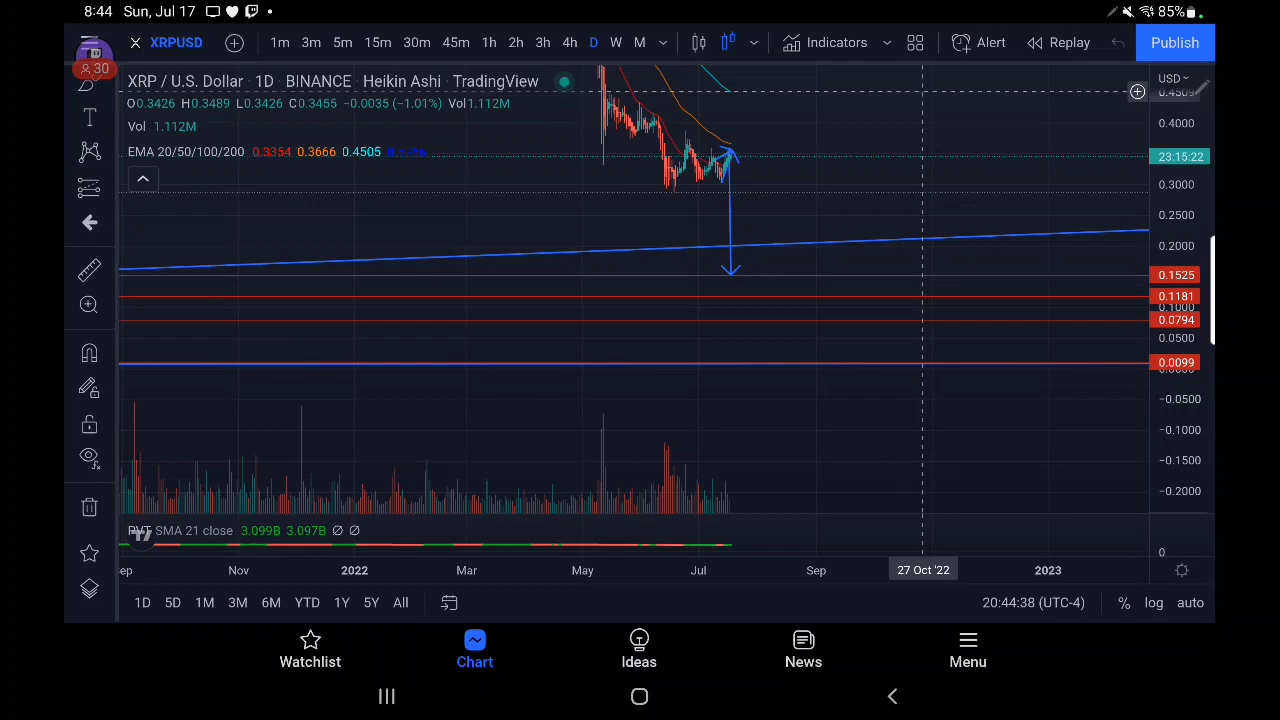 8:44 Sun, Jul 17 85%
XRPUSD 1m 3m 5m 15m 30m 45m 1h 2h 3h 4h D W M Indicators Alert Replay Publish
30
XRP / U.S. Dollar · 1D · BINANCE · Heikin Ashi · TradingView
USD
O0.3426 H0.3489 L0.3426 C0.3455 −0.0035 (−1.01%) Vol1.112M
Vol 1.112M
EMA 20/50/100/200 0.3354 0.3666 0.4505
0.4000
23:15:22
0.3000
0.2500
0.2000
0.1525
0.1181
0.1000
0.0794
0.0500
0.0099
0.0000
−0.0500
−0.1000
−0.1500
−0.2000
PVT SMA 21 close 3.099B 3.097B Ø Ø
0
ep Nov 2022 Mar May Jul Sep 27 Oct '22 2023
1D 5D 1M 3M 6M YTD 1Y 5Y All 20:44:38 (UTC-4) % log auto
Watchlist Chart Ideas News Menu